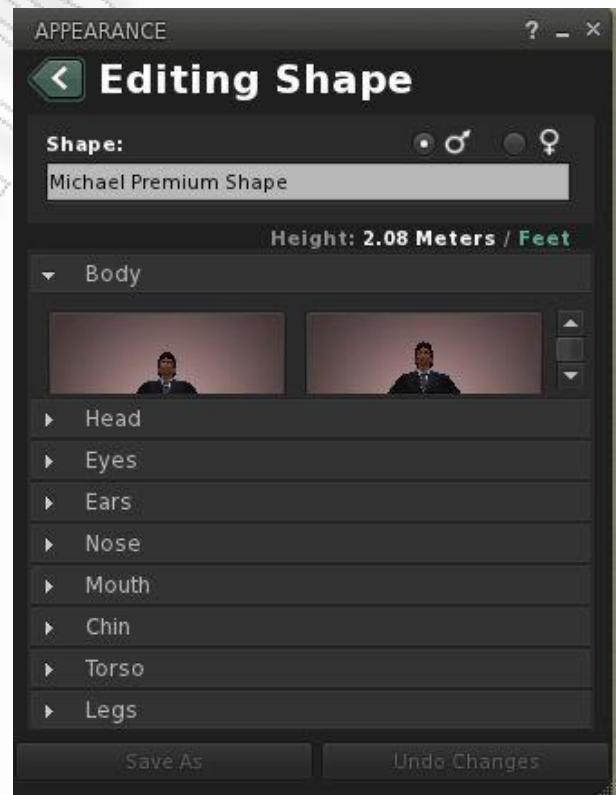 APPEARANCE ? _ ×
Editing Shape
Shape: ♂ ♀
Michael Premium Shape
Height: 2.08 Meters / Feet
Body
Head
Eyes
Ears
Nose
Mouth
Chin
Torso
Legs
Save As Undo Changes